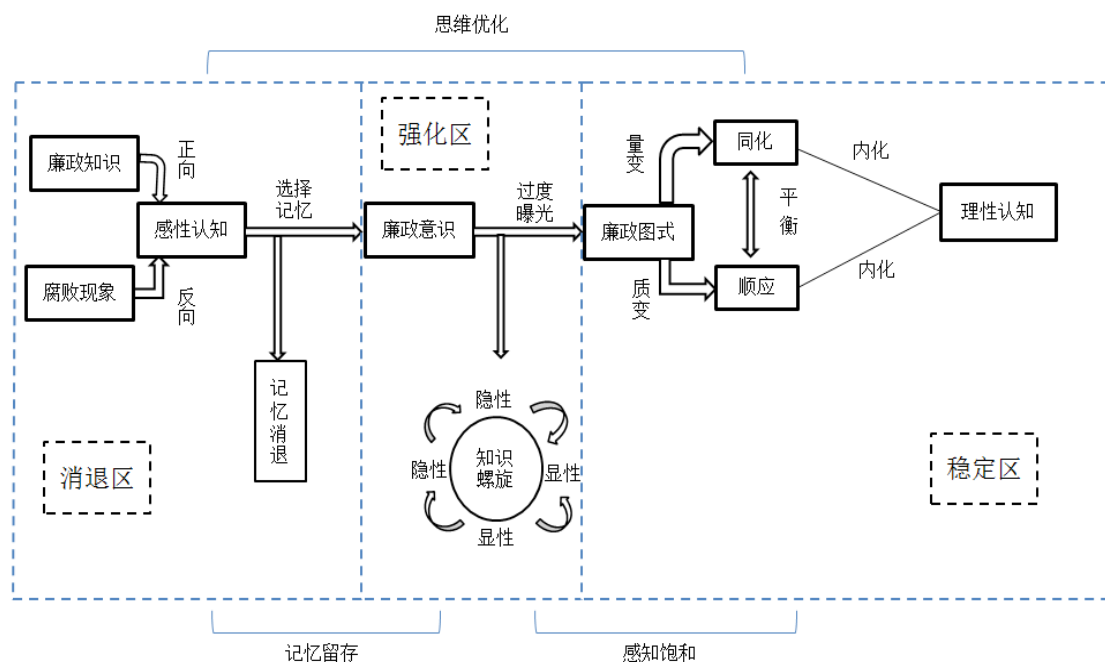 思维优化
强化区
廉政知识
正向
感性认知
腐败现象
反向
选择
记忆
记忆消退
消退区
廉政意识
过度
曝光
隐性
隐性
知识
螺旋
显性
显性
廉政图式
量变
质变
同化
平衡
顺应
内化
内化
理性认知
稳定区
记忆留存
感知饱和